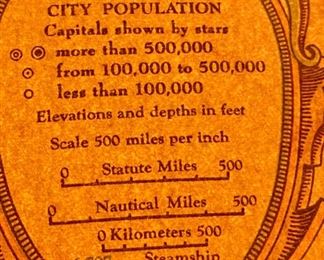 CITY POPULATION
Capitals shown by stars
more than 500,000
from 100,000 to 500,000
less than 100,000
Elevations and depths in feet
Scale 500 miles per inch
Statute Miles
0 500
Nautical Miles
0 500
0 Kilometers 500
Steamship